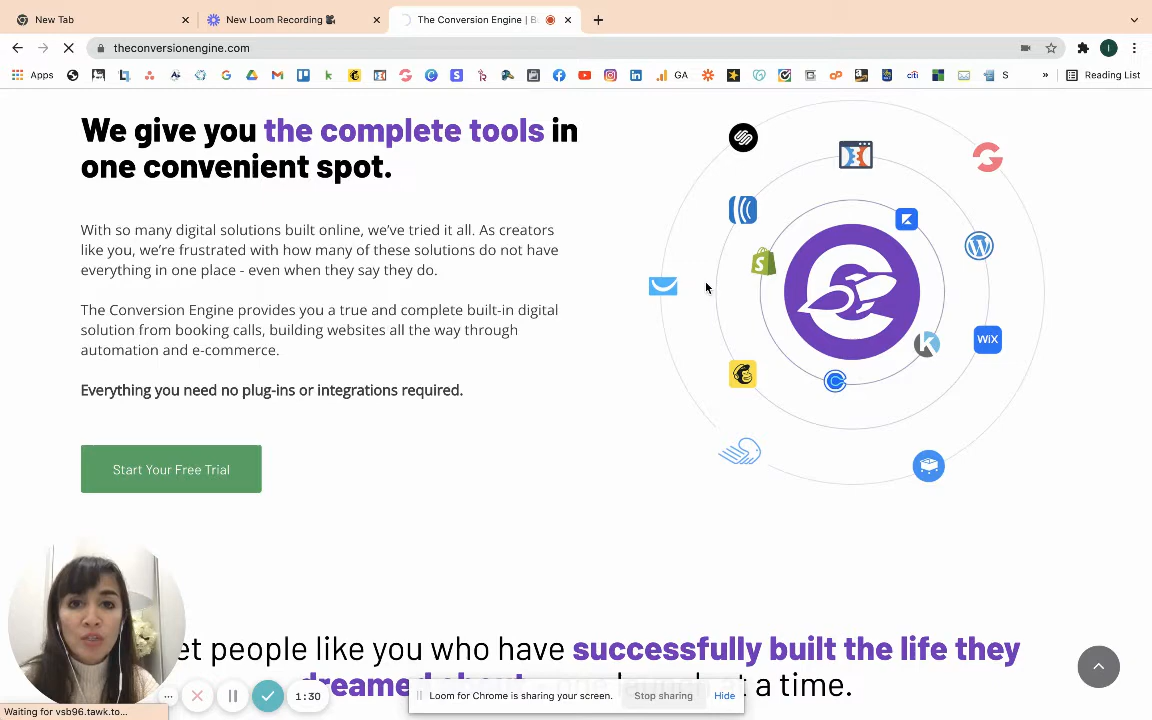 New Tab
New Loom Recording
The Conversion Engine | B
theconversionengine.com
Apps
GA
citi
OP
S
»
Reading List
We give you the complete tools in
one convenient spot.
With so many digital solutions built online, we've tried it all. As creators
like you, we're frustrated with how many of these solutions do not have
everything in one place - even when they say they do.
The Conversion Engine provides you a true and complete built-in digital
solution from booking calls, building websites all the way through
automation and e-commerce.
Everything you need no plug-ins or integrations required.
Start Your Free Trial
WiX
et people like you who have successfully built the life they
dreamed about - one launch at a time.
1:30
Loom for Chrome is sharing your screen.
Stop sharing
Hide
Waiting for vsb96.tawk.to...